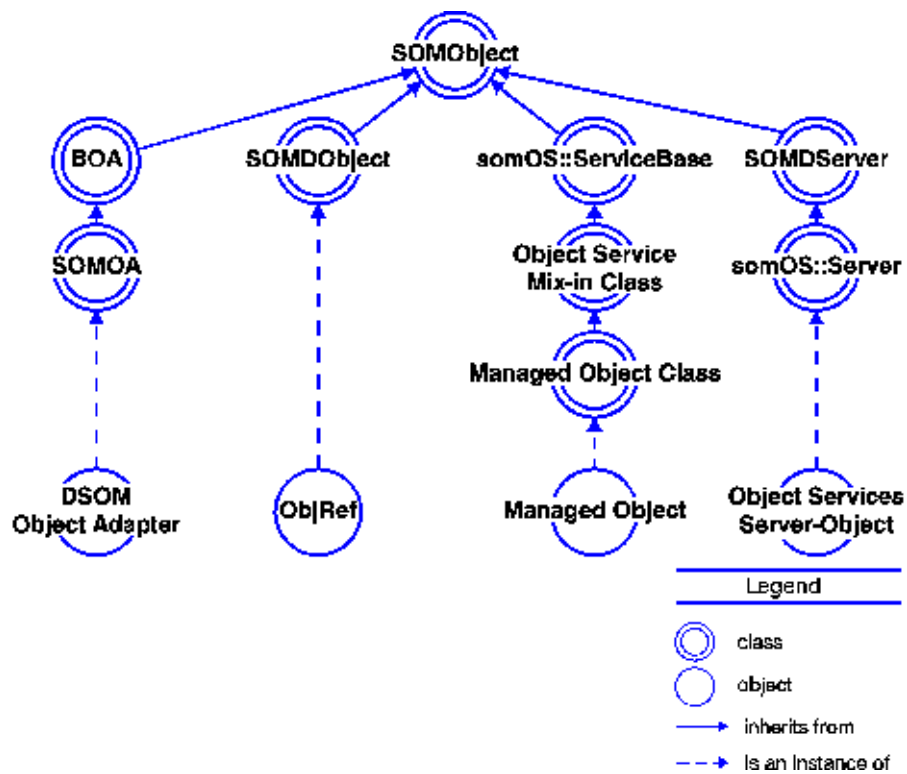 SOMObject
BOA
SOMDObject
somOS::ServiceBase
SOMDServer
SOMOA
Object Service
Mix-in Class
somOS::Server
Managed Object Class
DSOM
Object Adapter
ObjRef
Managed Object
Object Services
Server-Object
Legend
class
object
inherits from
is an instance of